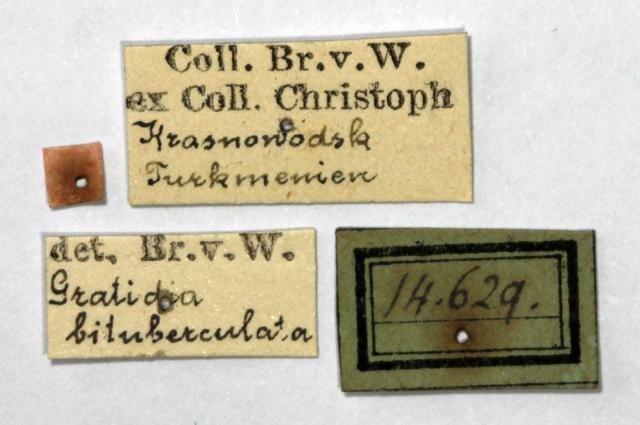 Coll. Br. v. W.
ex Coll. Christoph
Krasnowodsk
Turkmenien
det. Br. v. W.
Gratidia
bituberculata
14.629.